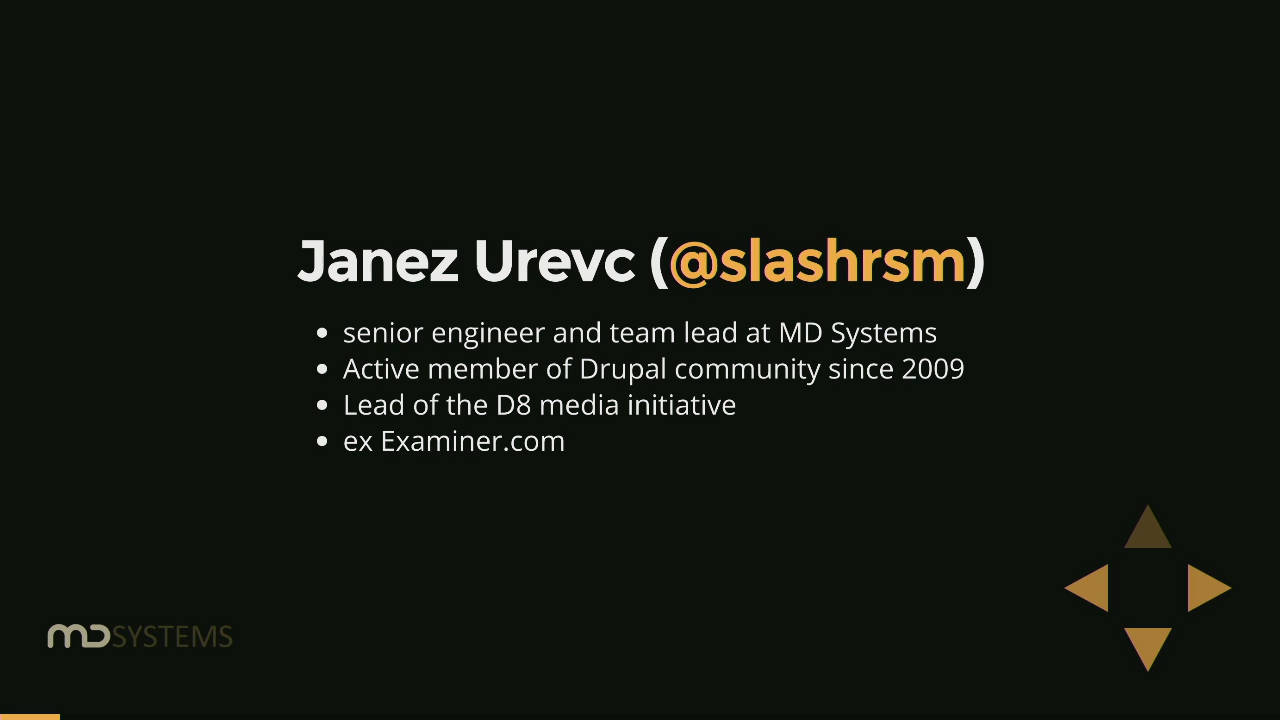 Janez Urevc (@slashrsm)
senior engineer and team lead at MD Systems
Active member of Drupal community since 2009
Lead of the D8 media initiative
ex Examiner.com
MD SYSTEMS